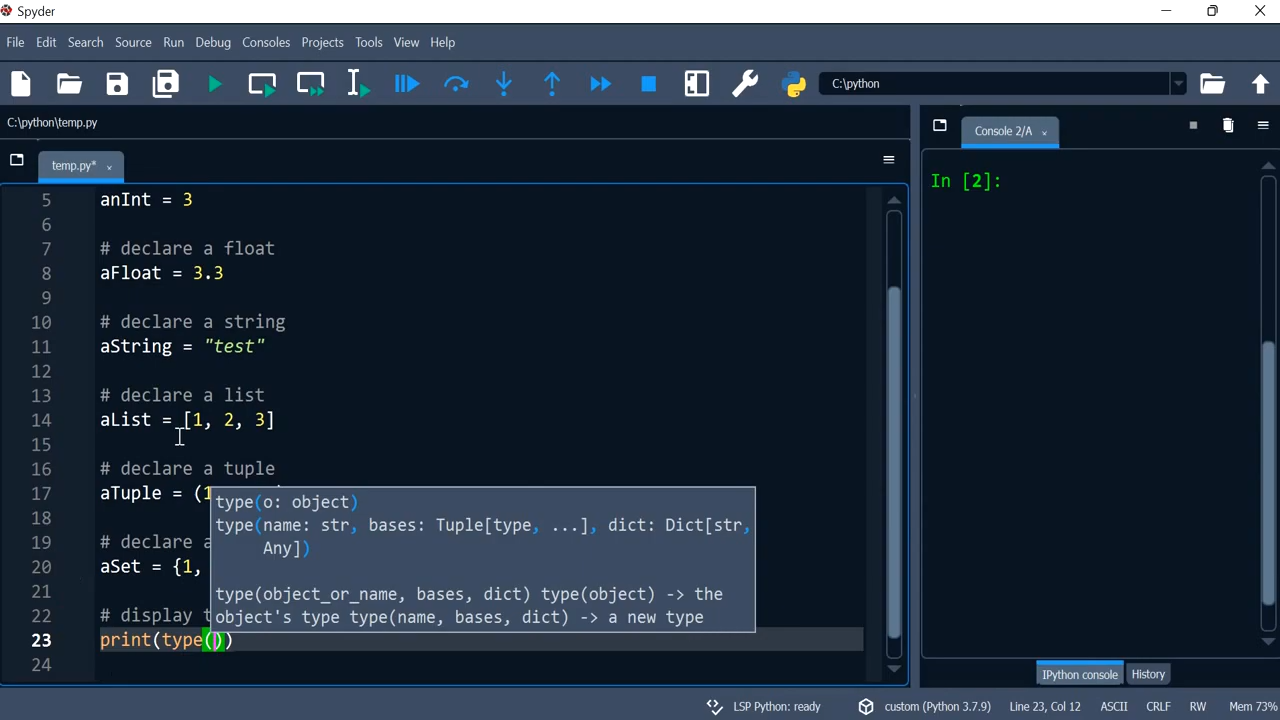 Spyder
File Edit Search Source Run Debug Consoles Projects Tools View Help
C:\python
C:\python\temp.py
temp.py*
Console 2/A
In [2]:
5 anInt = 3
6
7 # declare a float
8 aFloat = 3.3
9
10 # declare a string
11 aString = "test"
12
13 # declare a list
14 aList = [1, 2, 3]
15
16 # declare a tuple
17 aTuple = (1
18
19 # declare a
20 aSet = {1,
21
22 # display t
23 print(type())
24
type(o: object)
type(name: str, bases: Tuple[type, ...], dict: Dict[str,
Any])
type(object_or_name, bases, dict) type(object) -> the
object's type type(name, bases, dict) -> a new type
IPython console History
LSP Python: ready custom (Python 3.7.9) Line 23, Col 12 ASCII CRLF RW Mem 73%